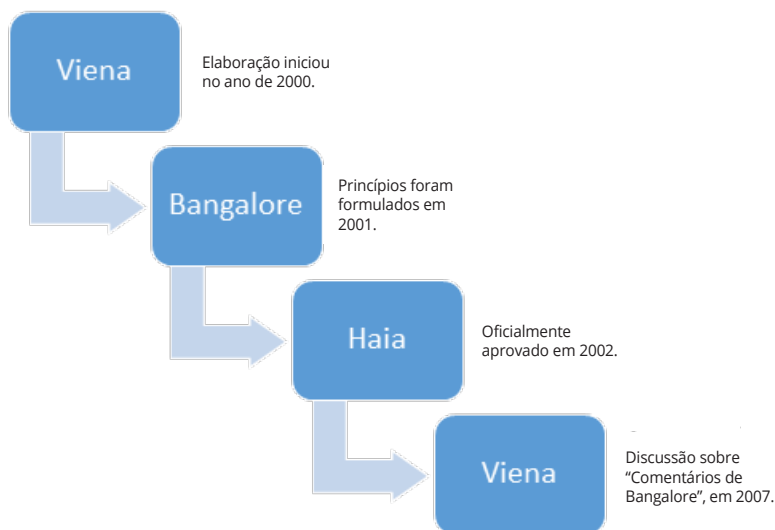 Viena
Elaboração iniciou
no ano de 2000.
Bangalore
Princípios foram
formulados em
2001.
Haia
Oficialmente
aprovado em 2002.
Viena
Discussão sobre
“Comentários de
Bangalore”, em 2007.